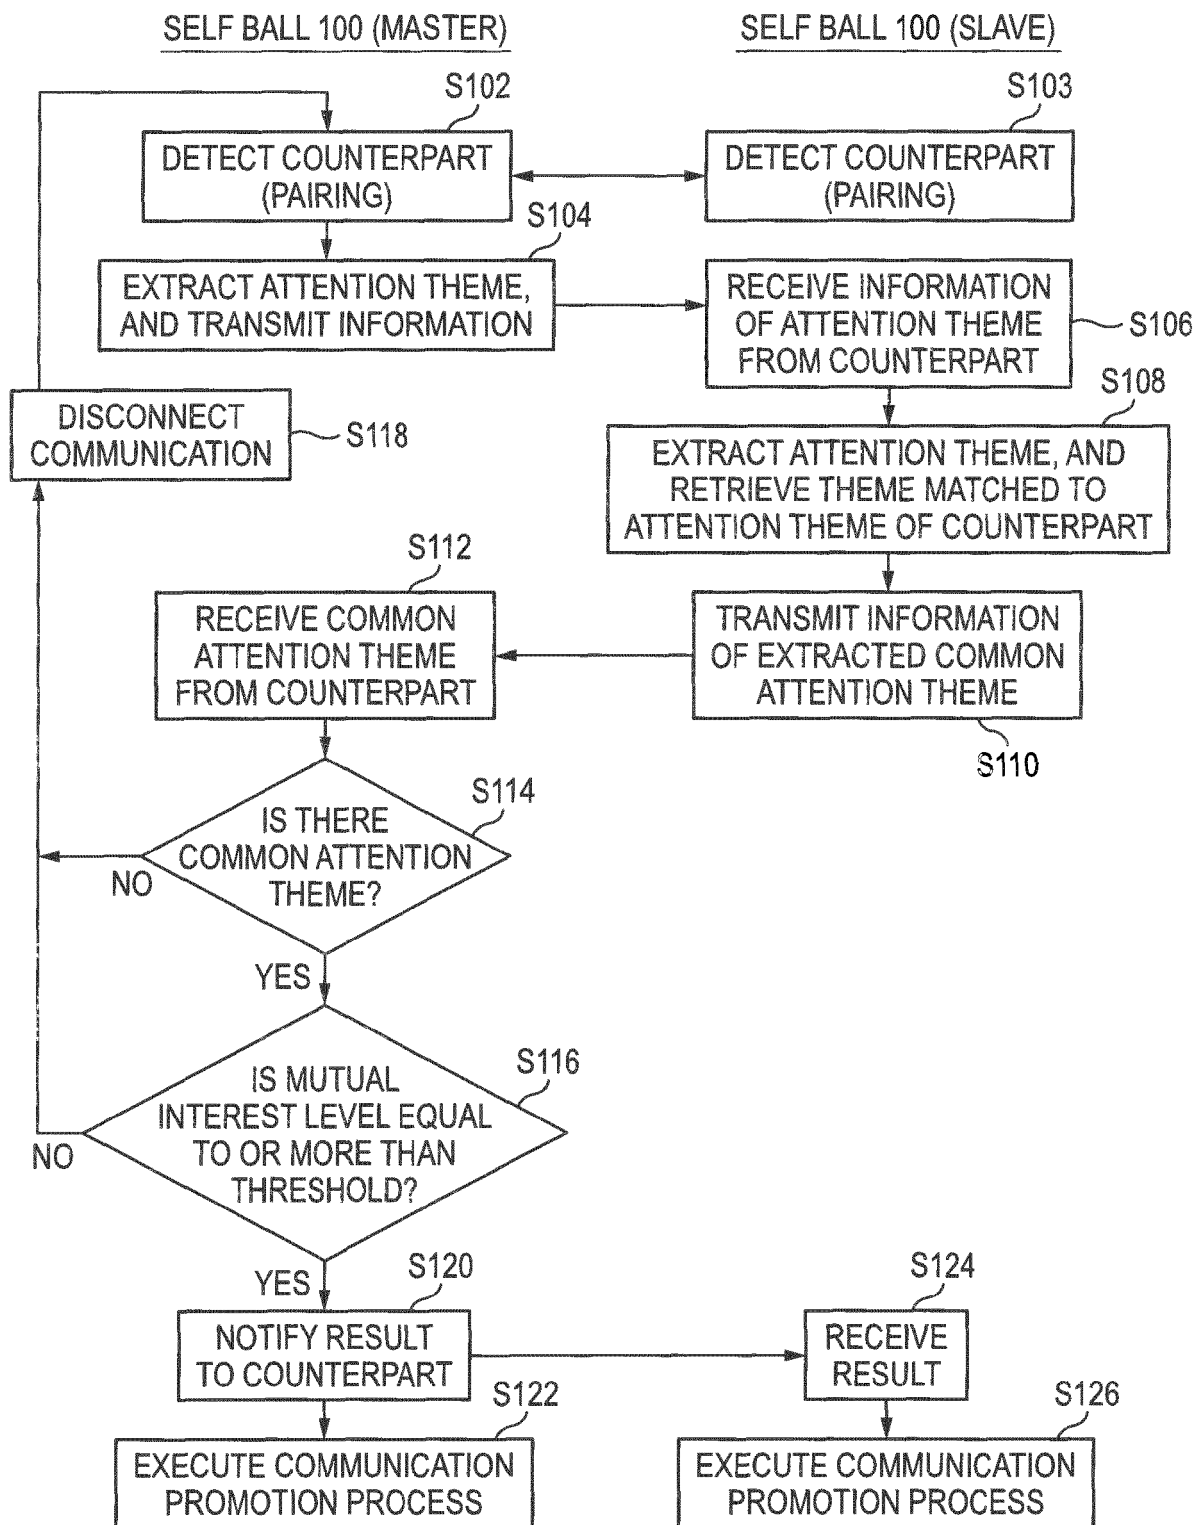 SELF BALL 100 (MASTER)
SELF BALL 100 (SLAVE)
S102
S103
DETECT COUNTERPART
(PAIRING)
DETECT COUNTERPART
(PAIRING)
S104
EXTRACT ATTENTION THEME,
AND TRANSMIT INFORMATION
RECEIVE INFORMATION
OF ATTENTION THEME
FROM COUNTERPART
S106
S108
DISCONNECT
COMMUNICATION
S118
EXTRACT ATTENTION THEME, AND
RETRIEVE THEME MATCHED TO
ATTENTION THEME OF COUNTERPART
S112
RECEIVE COMMON
ATTENTION THEME
FROM COUNTERPART
TRANSMIT INFORMATION
OF EXTRACTED COMMON
ATTENTION THEME
S110
S114
IS THERE
COMMON ATTENTION
THEME?
NO
YES
S116
IS MUTUAL
INTEREST LEVEL EQUAL
TO OR MORE THAN
THRESHOLD?
NO
YES
S120
S124
NOTIFY RESULT
TO COUNTERPART
RECEIVE
RESULT
S122
S126
EXECUTE COMMUNICATION
PROMOTION PROCESS
EXECUTE COMMUNICATION
PROMOTION PROCESS